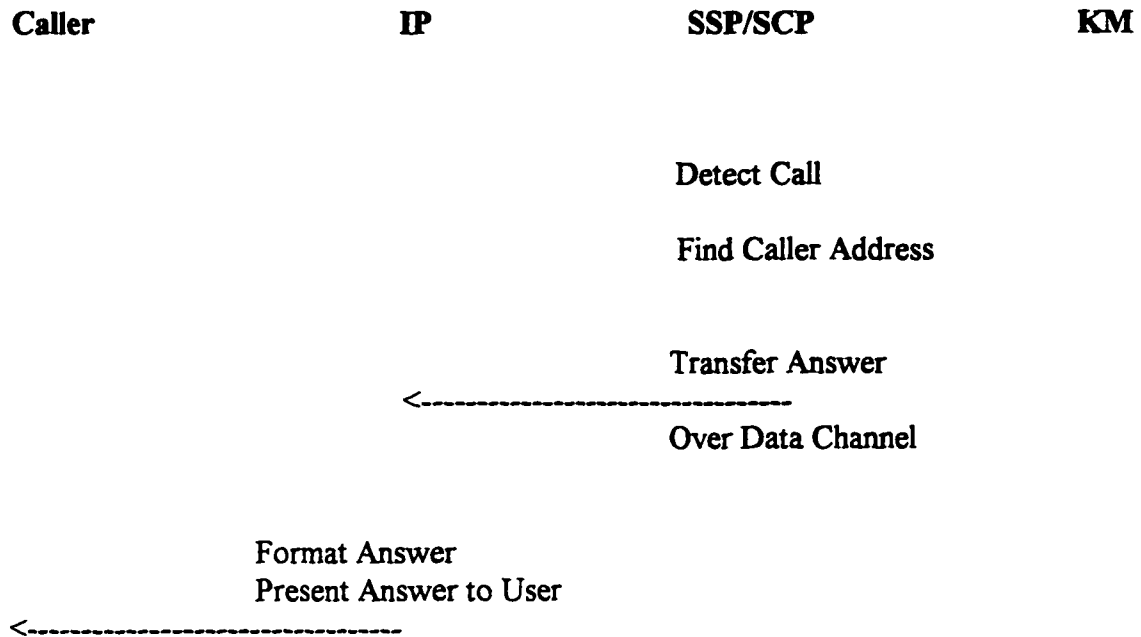 Caller IP SSP/SCP KM
Detect Call
Find Caller Address
Transfer Answer
<--------------------------------
Over Data Channel
Format Answer
Present Answer to User
<--------------------------------